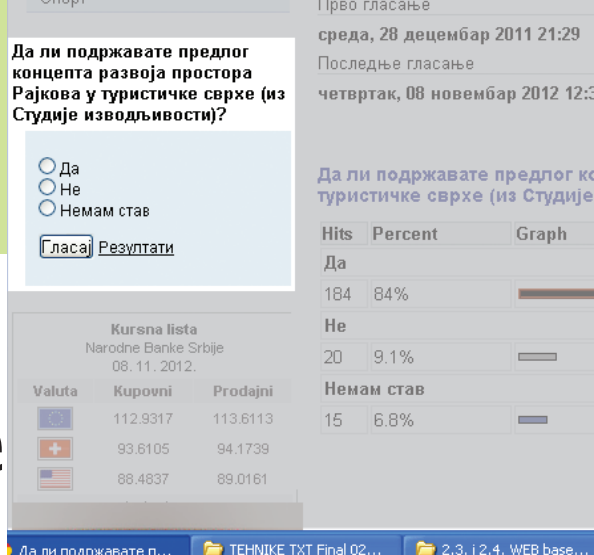 Спорт
Да ли подржавате предлог
концепта развоја простора
Рајкова у туристичке сврхе (из
Студије изводљивости)?
Да
Не
Немам став
Гласај Резултати
Kursna lista
Narodne Banke Srbije
08. 11. 2012.
Valuta Kupovni Prodajni
112.9317 113.6113
93.6105 94.1739
88.4837 89.0161
Прво гласање
среда, 28 децембар 2011 21:29
Последње гласање
четвртак, 08 новембар 2012 12:3
Да ли подржавате предлог ко
туристичке сврхе (из Студије
Hits Percent Graph
Да
184 84%
Не
20 9.1%
Немам став
15 6.8%
Да ли подржавате п... TEHNIKE TXT Final 02... 2.3. i 2.4. WEB base...